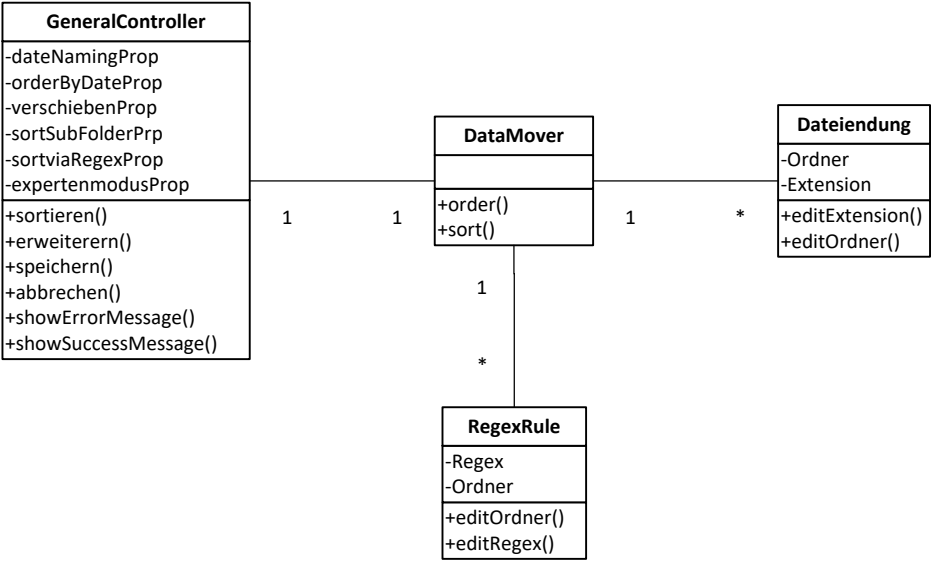 GeneralController
-dateNamingProp
-orderByDateProp
-verschiebenProp
-sortSubFolderPrp
-sortviaRegexProp
-expertenmodusProp
+sortieren()
+erweiterern()
+speichern()
+abbrechen()
+showErrorMessage()
+showSuccessMessage()
1
1
DataMover
+order()
+sort()
1
*
Dateiendung
-Ordner
-Extension
+editExtension()
+editOrdner()
1
*
RegexRule
-Regex
-Ordner
+editOrdner()
+editRegex()